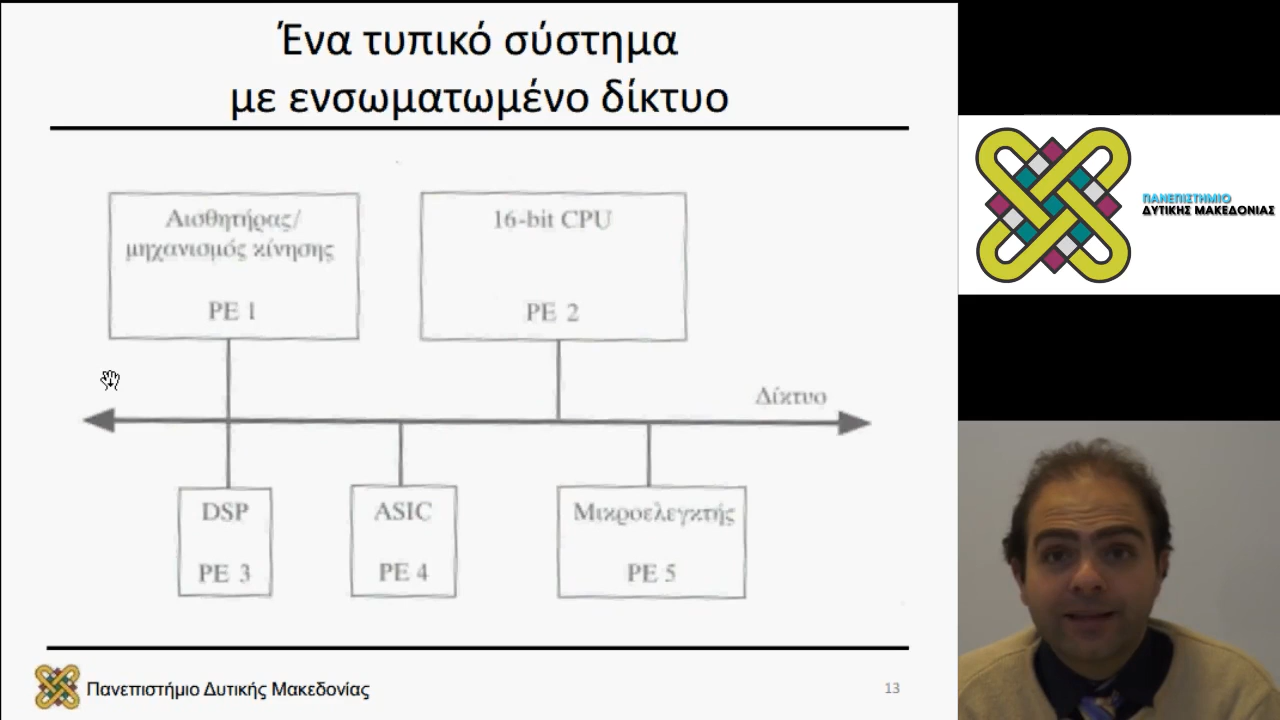 Ένα τυπικό σύστημα
με ενσωματωμένο δίκτυο
Αισθητήρας/
μηχανισμός κίνησης
PE 1
16-bit CPU
PE 2
Δίκτυο
DSP
PE 3
ASIC
PE 4
Μικροελεγκτής
PE 5
Πανεπιστήμιο Δυτικής Μακεδονίας
13
ΠΑΝΕΠΙΣΤΗΜΙΟ
ΔΥΤΙΚΗΣ ΜΑΚΕΔΟΝΙΑΣ